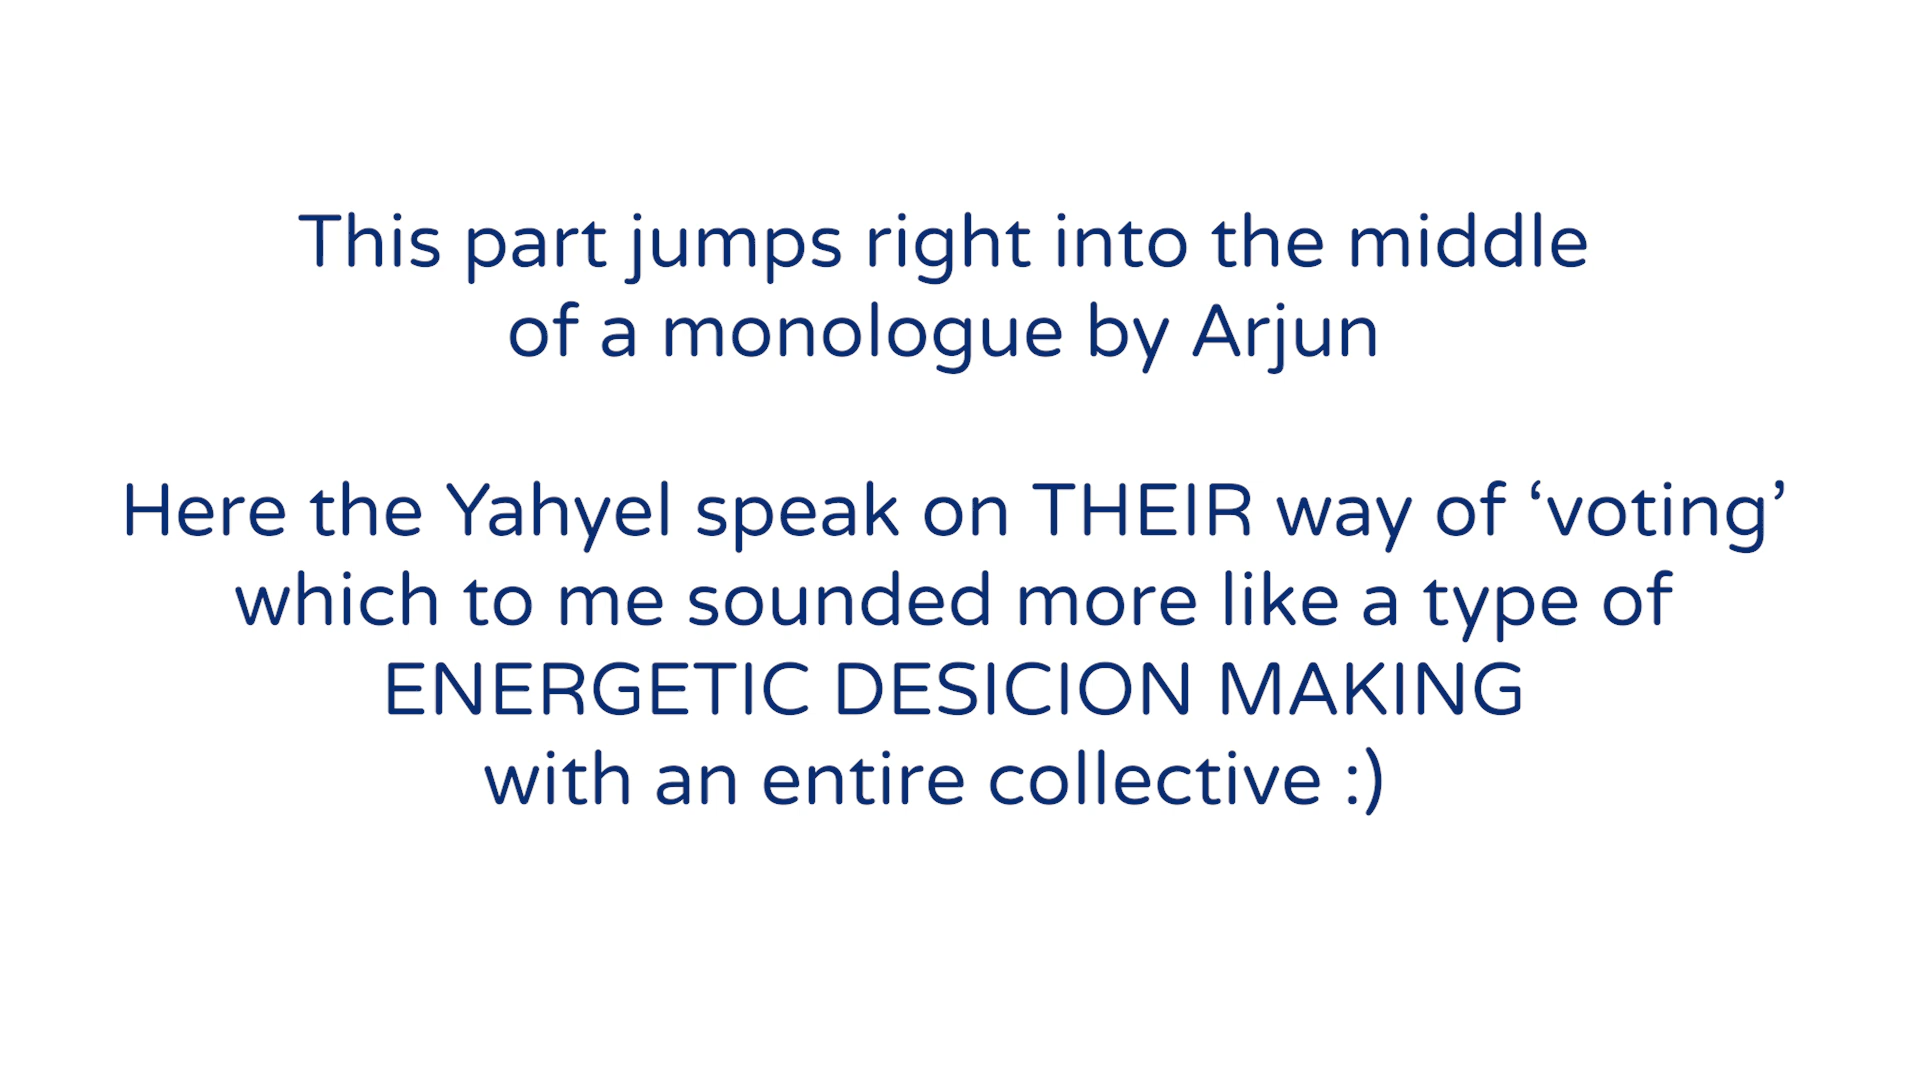 This part jumps right into the middle
of a monologue by Arjun
Here the Yahyel speak on THEIR way of ‘voting’
which to me sounded more like a type of
ENERGETIC DESICION MAKING
with an entire collective :)